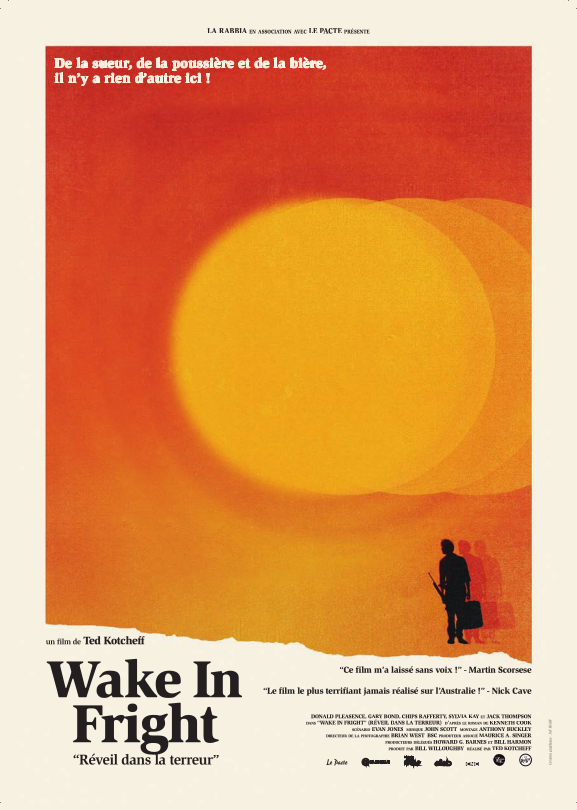 LA RABBIA EN ASSOCIATION AVEC LE PACTE PRÉSENTE
De la sueur, de la poussière et de la bière,
il n'y a rien d'autre ici !
un film de Ted Kotcheff
Wake In
Fright
"Réveil dans la terreur"
"Ce film m'a laissé sans voix !" - Martin Scorsese
"Le film le plus terrifiant jamais réalisé sur l'Australie !" - Nick Cave
DONALD PLEASENCE, GARY BOND, CHIPS RAFFERTY, SYLVIA KAY ET JACK THOMPSON
DANS "WAKE IN FRIGHT" (RÉVEIL DANS LA TERREUR) D'APRÈS LE ROMAN DE KENNETH COOK
SCÉNARIO EVAN JONES MUSIQUE JOHN SCOTT MONTAGE ANTHONY BUCKLEY
DIRECTEUR DE LA PHOTOGRAPHIE BRIAN WEST BSC PRODUCTEUR ASSOCIÉ MAURICE A. SINGER
PRODUCTEURS DÉLÉGUÉS HOWARD G. BARNES ET BILL HARMON
PRODUIT PAR BILL WILLOUGHBY RÉALISÉ PAR TED KOTCHEFF
Le Pacte